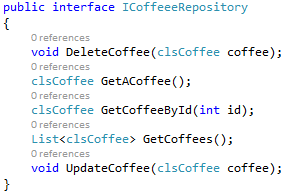 public interface ICoffeeeRepository
{
0 references
void DeleteCoffee(clsCoffee coffee);
0 references
clsCoffee GetACoffee();
0 references
clsCoffee GetCoffeeById(int id);
0 references
List<clsCoffee> GetCoffees();
0 references
void UpdateCoffee(clsCoffee coffee);
}